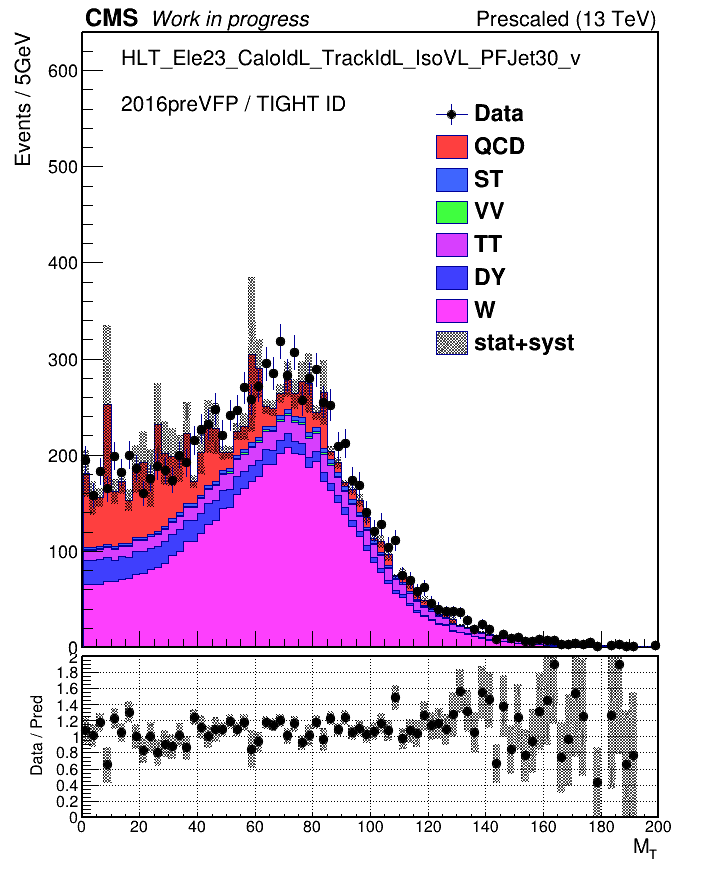 CMS Work in progress Prescaled (13 TeV)
Events / 5GeV
HLT_Ele23_CaloIdL_TrackIdL_IsoVL_PFJet30_v
2016preVFP / TIGHT ID
Data
QCD
ST
VV
TT
DY
W
stat+syst
600
500
400
300
200
100
0
Data / Pred
2
1.8
1.6
1.4
1.2
1
0.8
0.6
0.4
0.2
0
0 20 40 60 80 100 120 140 160 180 200
M_T